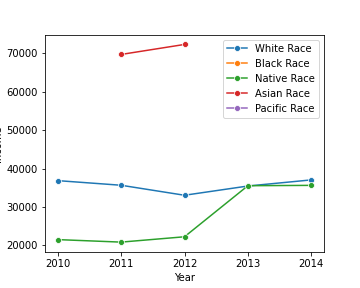 White Race
Black Race
Native Race
Asian Race
Pacific Race
70000
60000
50000
40000
30000
20000
2010 2011 2012 2013 2014
Year